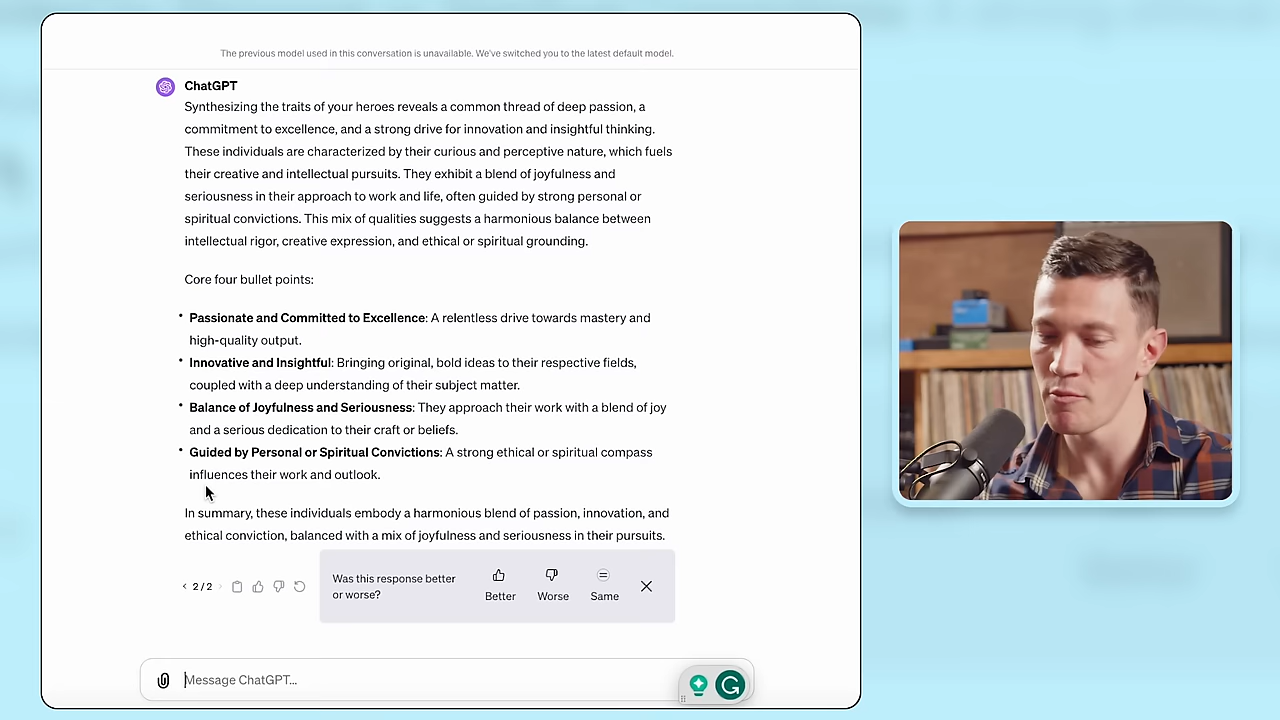 The previous model used in this conversation is unavailable. We've switched you to the latest default model.
ChatGPT
Synthesizing the traits of your heroes reveals a common thread of deep passion, a
commitment to excellence, and a strong drive for innovation and insightful thinking.
These individuals are characterized by their curious and perceptive nature, which fuels
their creative and intellectual pursuits. They exhibit a blend of joyfulness and
seriousness in their approach to work and life, often guided by strong personal or
spiritual convictions. This mix of qualities suggests a harmonious balance between
intellectual rigor, creative expression, and ethical or spiritual grounding.
Core four bullet points:
• Passionate and Committed to Excellence: A relentless drive towards mastery and
high-quality output.
• Innovative and Insightful: Bringing original, bold ideas to their respective fields,
coupled with a deep understanding of their subject matter.
• Balance of Joyfulness and Seriousness: They approach their work with a blend of joy
and a serious dedication to their craft or beliefs.
• Guided by Personal or Spiritual Convictions: A strong ethical or spiritual compass
influences their work and outlook.
In summary, these individuals embody a harmonious blend of passion, innovation, and
ethical conviction, balanced with a mix of joyfulness and seriousness in their pursuits.
< 2 / 2 >
Was this response better
or worse?
Better
Worse
Same
Message ChatGPT...